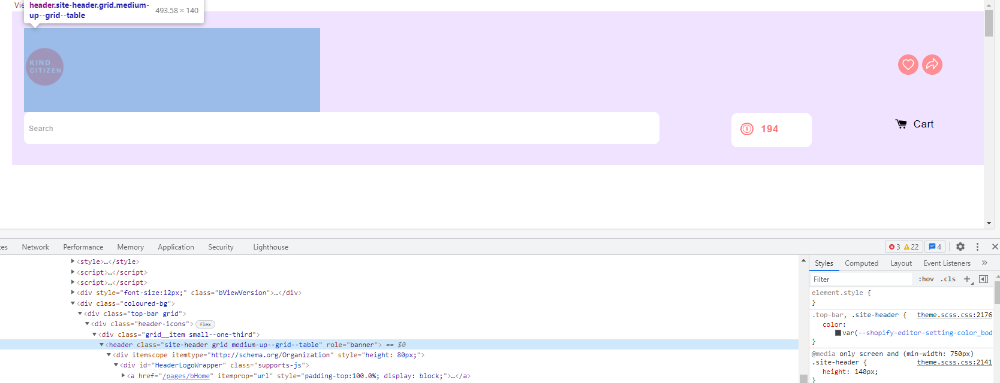 Vie
header.site-header.grid.medium-
up--grid--table
493.58 × 140
KIND
CITIZEN
Search
194
Cart
Network Performance Memory Application Security Lighthouse
3 22 4
<style>…</style>
<script>…</script>
<script>…</script>
<div style="font-size:12px;" class="bViewVersion">…</div>
<div class="coloured-bg">
<div class="top-bar grid">
<div class="header-icons"> flex
<div class="grid__item small--one-third">
<header class="site-header grid medium-up--grid--table" role="banner"> == $0
<div itemscope itemtype="http://schema.org/Organization" style="height: 80px;">
<div id="HeaderLogoWrapper" class="supports-js">
<a href="/pages/bHome" itemprop="url" style="padding-top:100.0%; display: block;">…</a>
Styles Computed Layout Event Listeners »
Filter :hov .cls +
element.style {
}
.top-bar, .site-header { theme.scss.css:2176
color:
var(--shopify-editor-setting-color_body
}
@media only screen and (min-width: 750px)
.site-header { theme.scss.css:2141
height: 140px;
}